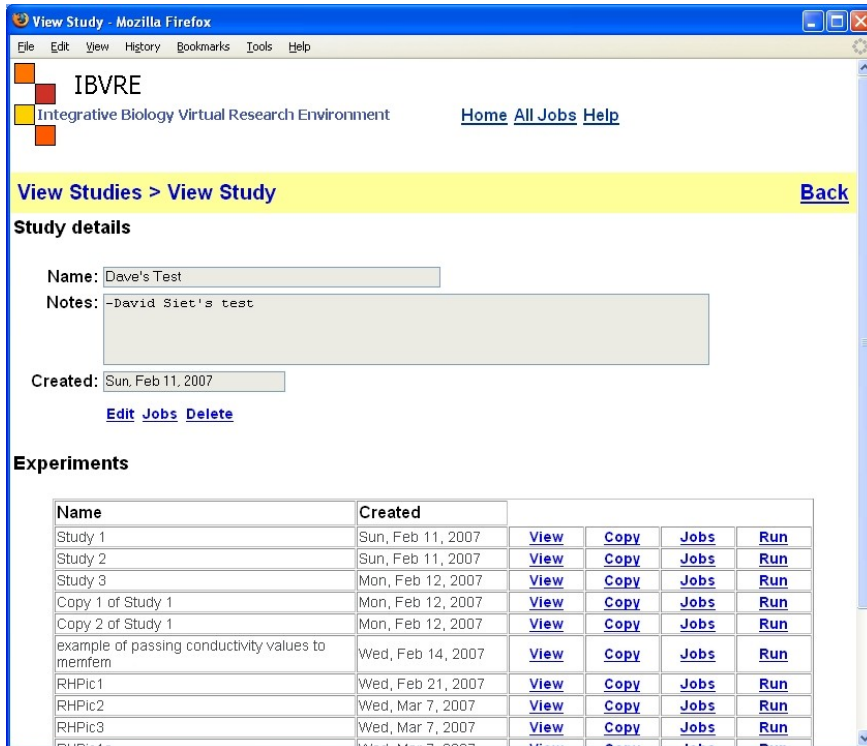 View Study - Mozilla Firefox
File Edit View History Bookmarks Tools Help
IBVRE
Integrative Biology Virtual Research Environment
Home All Jobs Help
View Studies > View Study Back
Study details
Name: Dave's Test
Notes: -David Siet's test
Created: Sun, Feb 11, 2007
Edit Jobs Delete
Experiments
Name Created
Study 1 Sun, Feb 11, 2007 View Copy Jobs Run
Study 2 Sun, Feb 11, 2007 View Copy Jobs Run
Study 3 Mon, Feb 12, 2007 View Copy Jobs Run
Copy 1 of Study 1 Mon, Feb 12, 2007 View Copy Jobs Run
Copy 2 of Study 1 Mon, Feb 12, 2007 View Copy Jobs Run
example of passing conductivity values to
memfem Wed, Feb 14, 2007 View Copy Jobs Run
RHPic1 Wed, Feb 21, 2007 View Copy Jobs Run
RHPic2 Wed, Mar 7, 2007 View Copy Jobs Run
RHPic3 Wed, Mar 7, 2007 View Copy Jobs Run